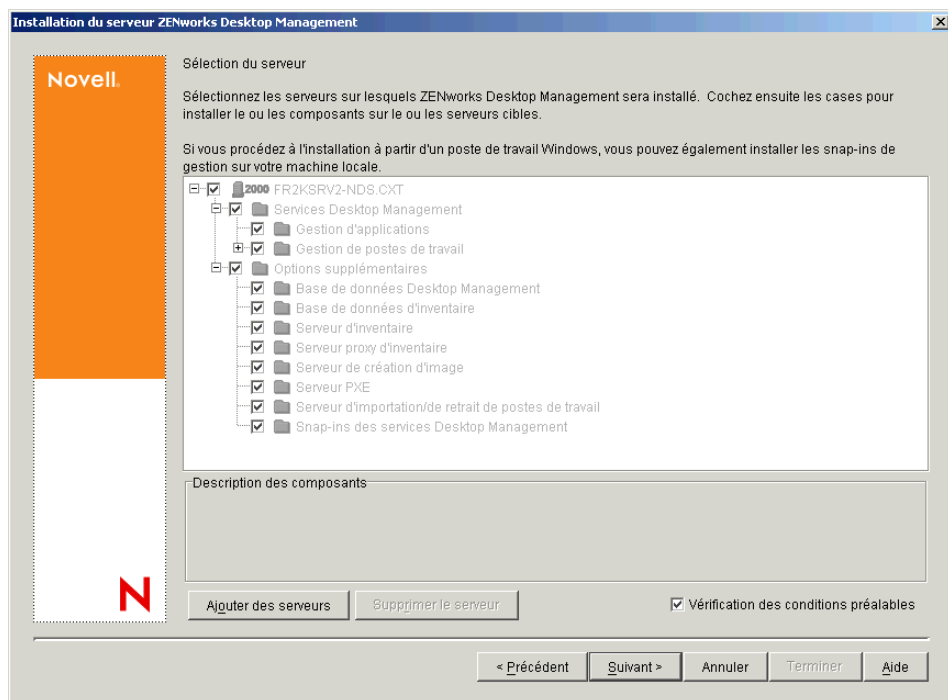 Installation du serveur ZENworks Desktop Management
Novell.
Sélection du serveur
Sélectionnez les serveurs sur lesquels ZENworks Desktop Management sera installé. Cochez ensuite les cases pour
installer le ou les composants sur le ou les serveurs cibles.
Si vous procédez à l'installation à partir d'un poste de travail Windows, vous pouvez également installer les snap-ins de
gestion sur votre machine locale.
2000 FR2KSRV2-NDS.CXT
Services Desktop Management
Gestion d'applications
Gestion de postes de travail
Options supplémentaires
Base de données Desktop Management
Base de données d'inventaire
Serveur d'inventaire
Serveur proxy d'inventaire
Serveur de création d'image
Serveur PXE
Serveur d'importation/de retrait de postes de travail
Snap-ins des services Desktop Management
Description des composants
N
Ajouter des serveurs
Supprimer le serveur
Vérification des conditions préalables
< Précédent
Suivant >
Annuler
Terminer
Aide